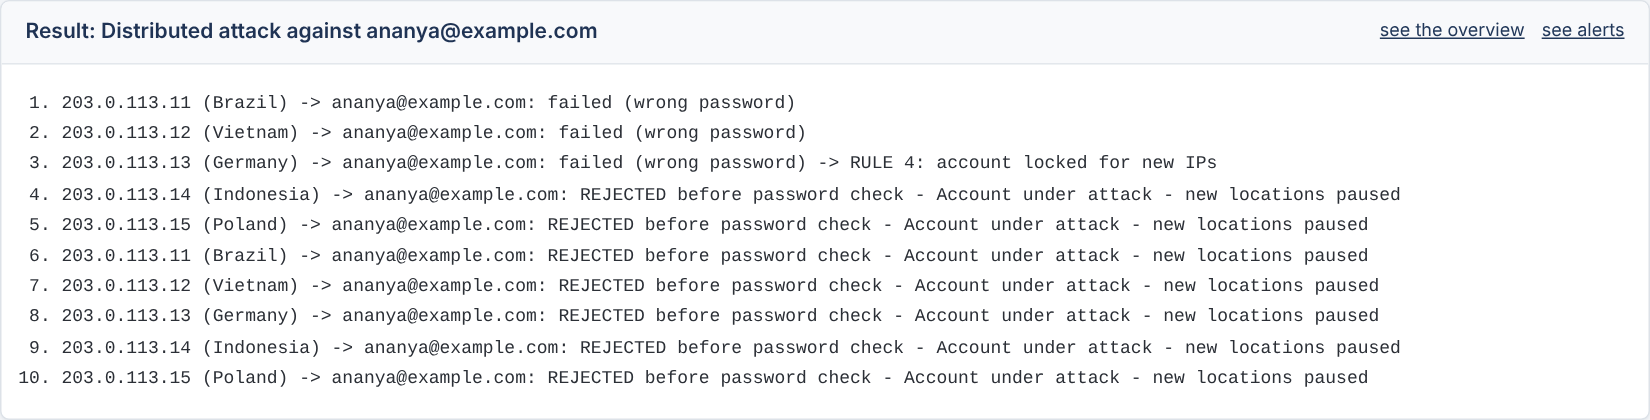 Result: Distributed attack against ananya@example.com
see the overview see alerts
1. 203.0.113.11 (Brazil) -> ananya@example.com: failed (wrong password)
2. 203.0.113.12 (Vietnam) -> ananya@example.com: failed (wrong password)
3. 203.0.113.13 (Germany) -> ananya@example.com: failed (wrong password) -> RULE 4: account locked for new IPs
4. 203.0.113.14 (Indonesia) -> ananya@example.com: REJECTED before password check - Account under attack - new locations paused
5. 203.0.113.15 (Poland) -> ananya@example.com: REJECTED before password check - Account under attack - new locations paused
6. 203.0.113.11 (Brazil) -> ananya@example.com: REJECTED before password check - Account under attack - new locations paused
7. 203.0.113.12 (Vietnam) -> ananya@example.com: REJECTED before password check - Account under attack - new locations paused
8. 203.0.113.13 (Germany) -> ananya@example.com: REJECTED before password check - Account under attack - new locations paused
9. 203.0.113.14 (Indonesia) -> ananya@example.com: REJECTED before password check - Account under attack - new locations paused
10. 203.0.113.15 (Poland) -> ananya@example.com: REJECTED before password check - Account under attack - new locations paused